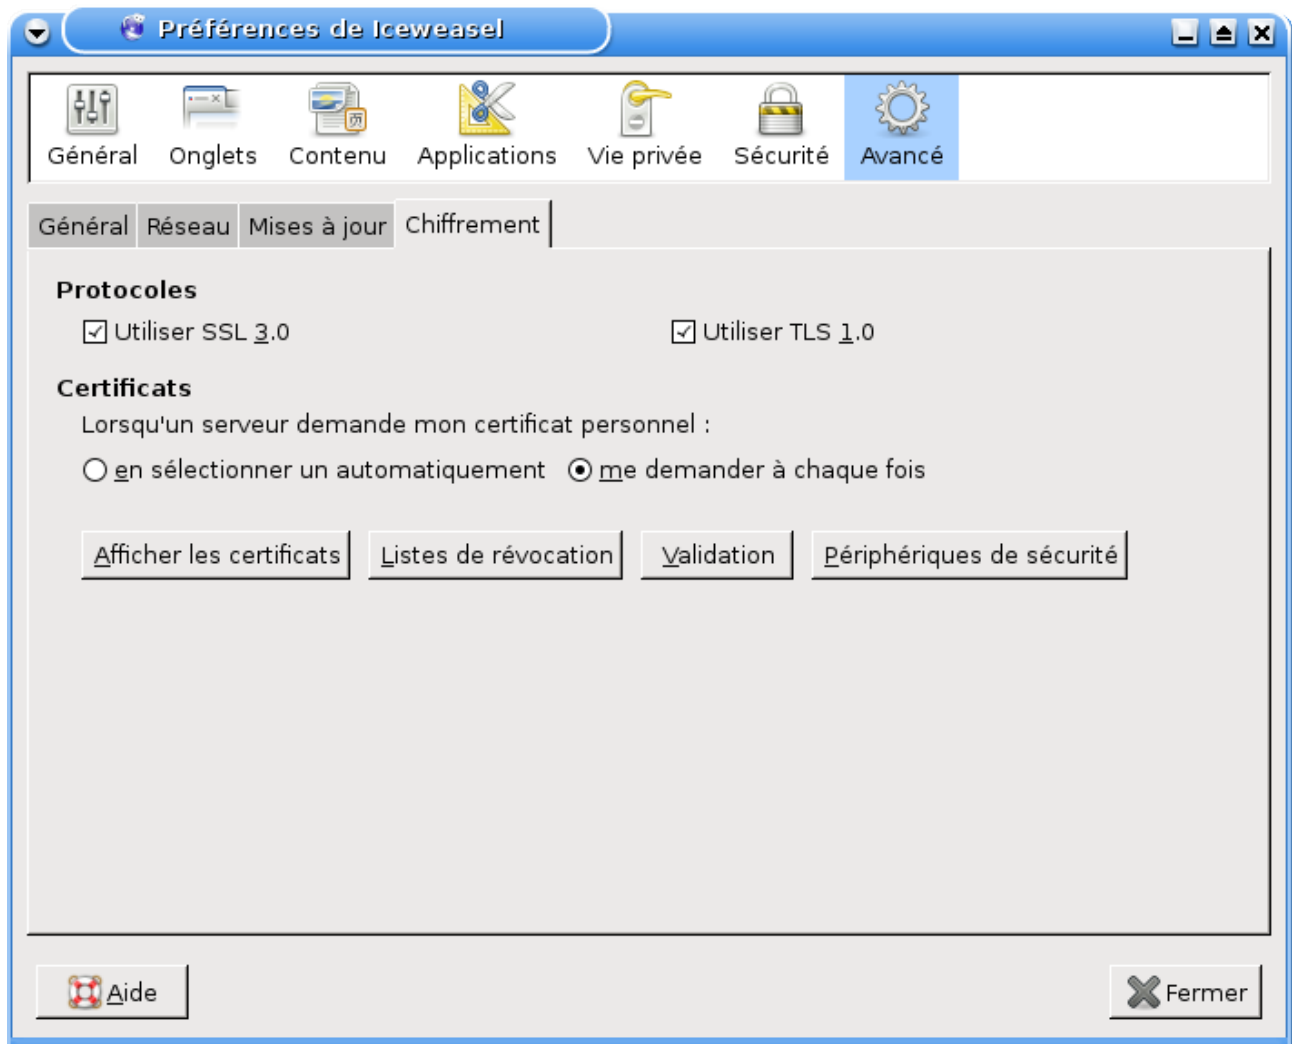 Préférences de Iceweasel
Général Onglets Contenu Applications Vie privée Sécurité Avancé
Général Réseau Mises à jour Chiffrement
Protocoles
Utiliser SSL 3.0 Utiliser TLS 1.0
Certificats
Lorsqu'un serveur demande mon certificat personnel :
en sélectionner un automatiquement me demander à chaque fois
Afficher les certificats Listes de révocation Validation Périphériques de sécurité
Aide Fermer